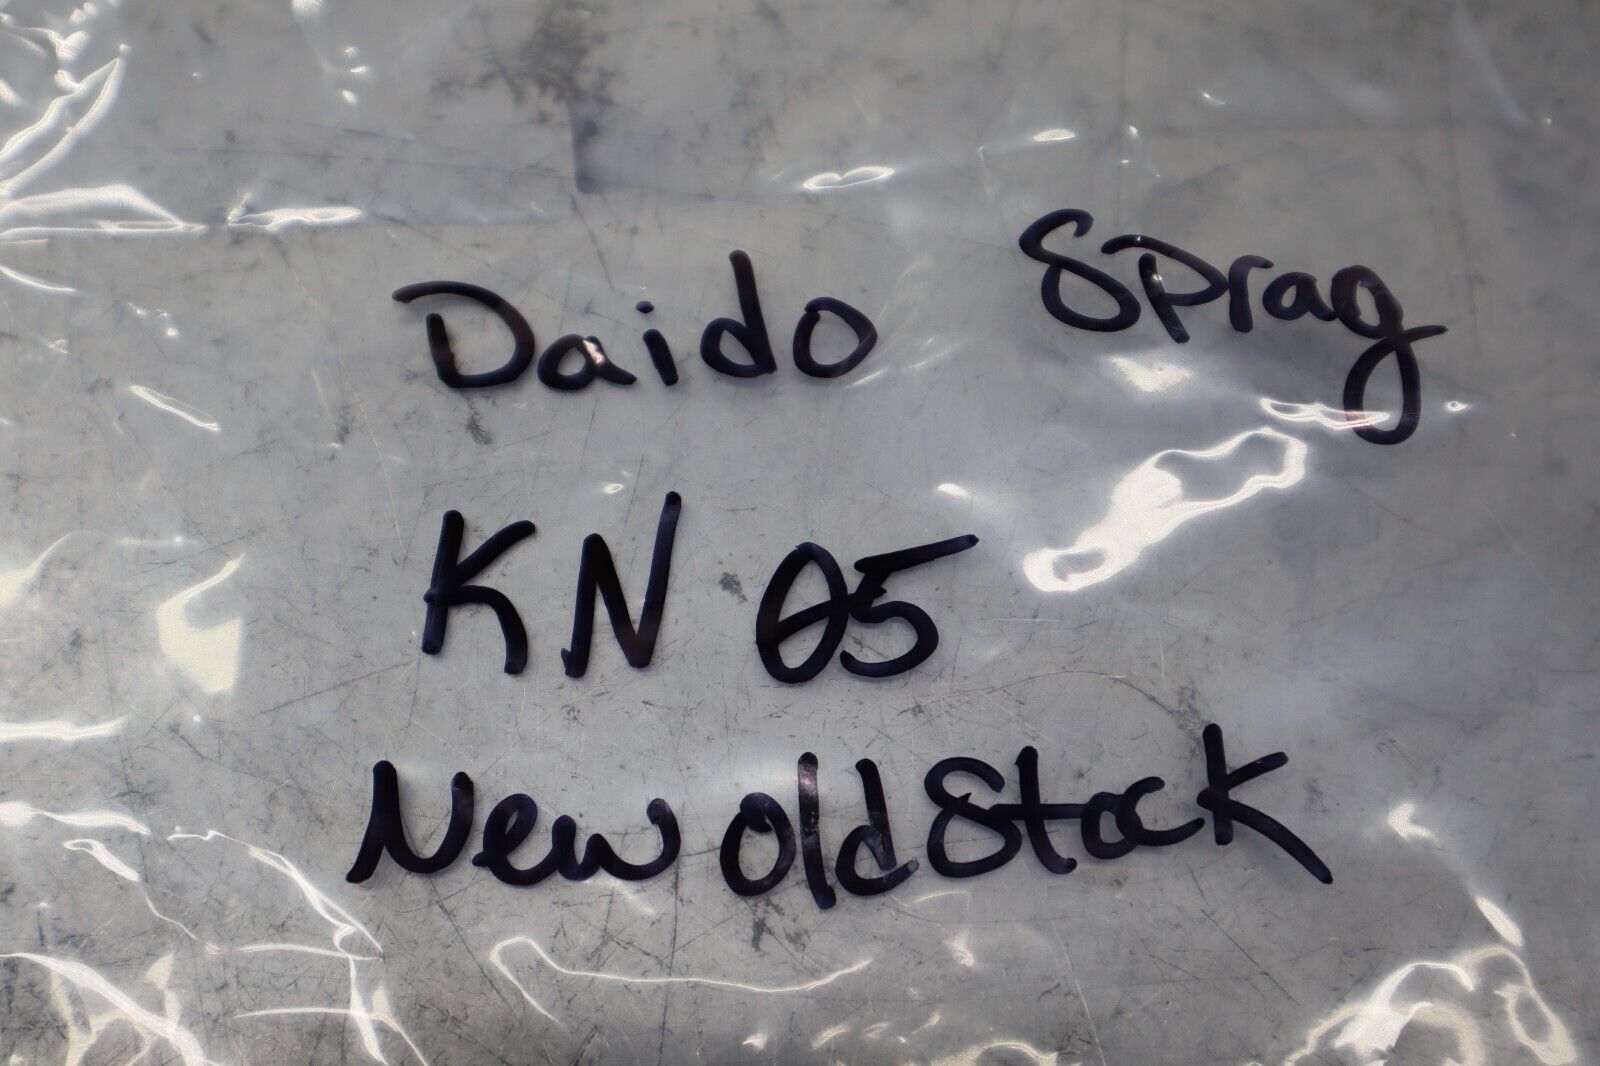 Daido Sprag
KN 05
New old Stock